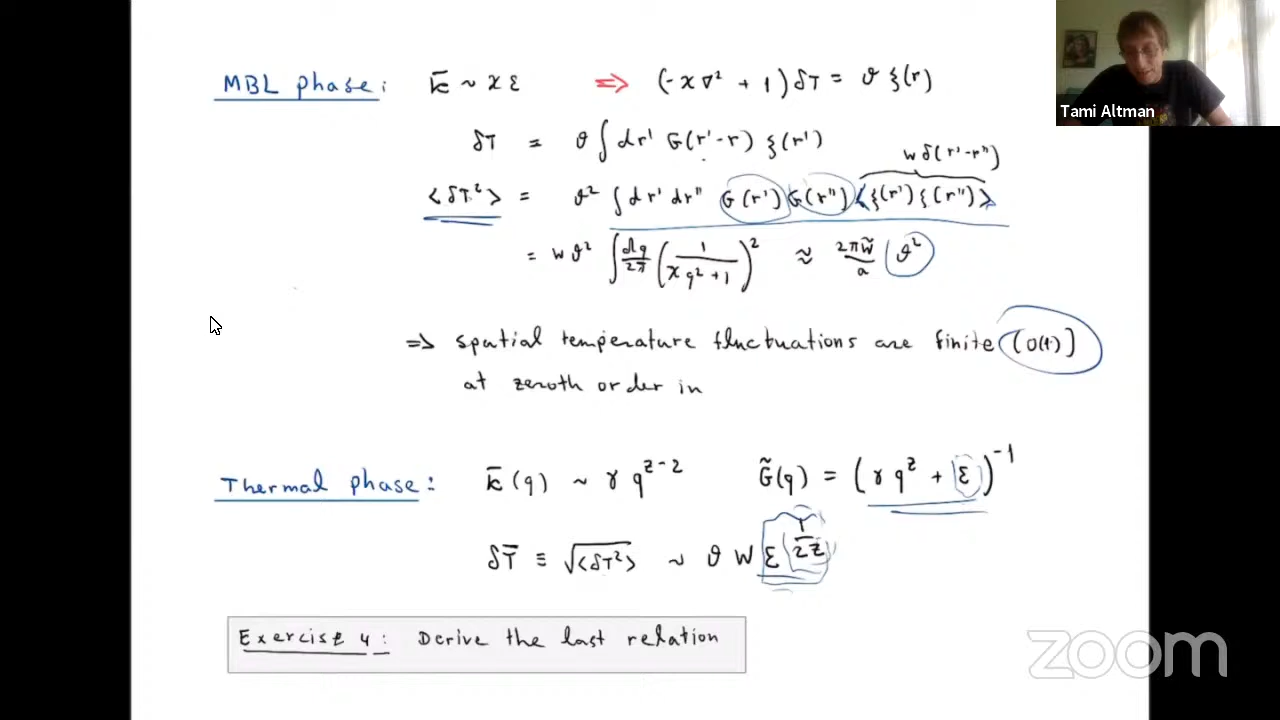 Tami Altman
MBL phase: κ̄ ~ χ ε ⇒ (-χ∇² + 1) δT = ϑ ξ(r)
δT = ϑ ∫ dr' G(r'-r) ξ(r')
W δ(r'-r")
<δT²> = ϑ² ∫ dr' dr" G(r') G(r") <ξ(r') ξ(r")>
= W ϑ² ∫ dq/2π (1/(χq²+1))² ≈ 2πW̃/a ϑ²
⇒ spatial temperature fluctuations are finite (O(1))
at zeroth order in
Thermal phase: κ̄(q) ~ γ q^{z-2} G̃(q) = (γ q^z + ε)^{-1}
δT̄ ≡ √<δT²> ~ ϑ W ε^{1/2z}
Exercise 4: Derive the last relation
zoom